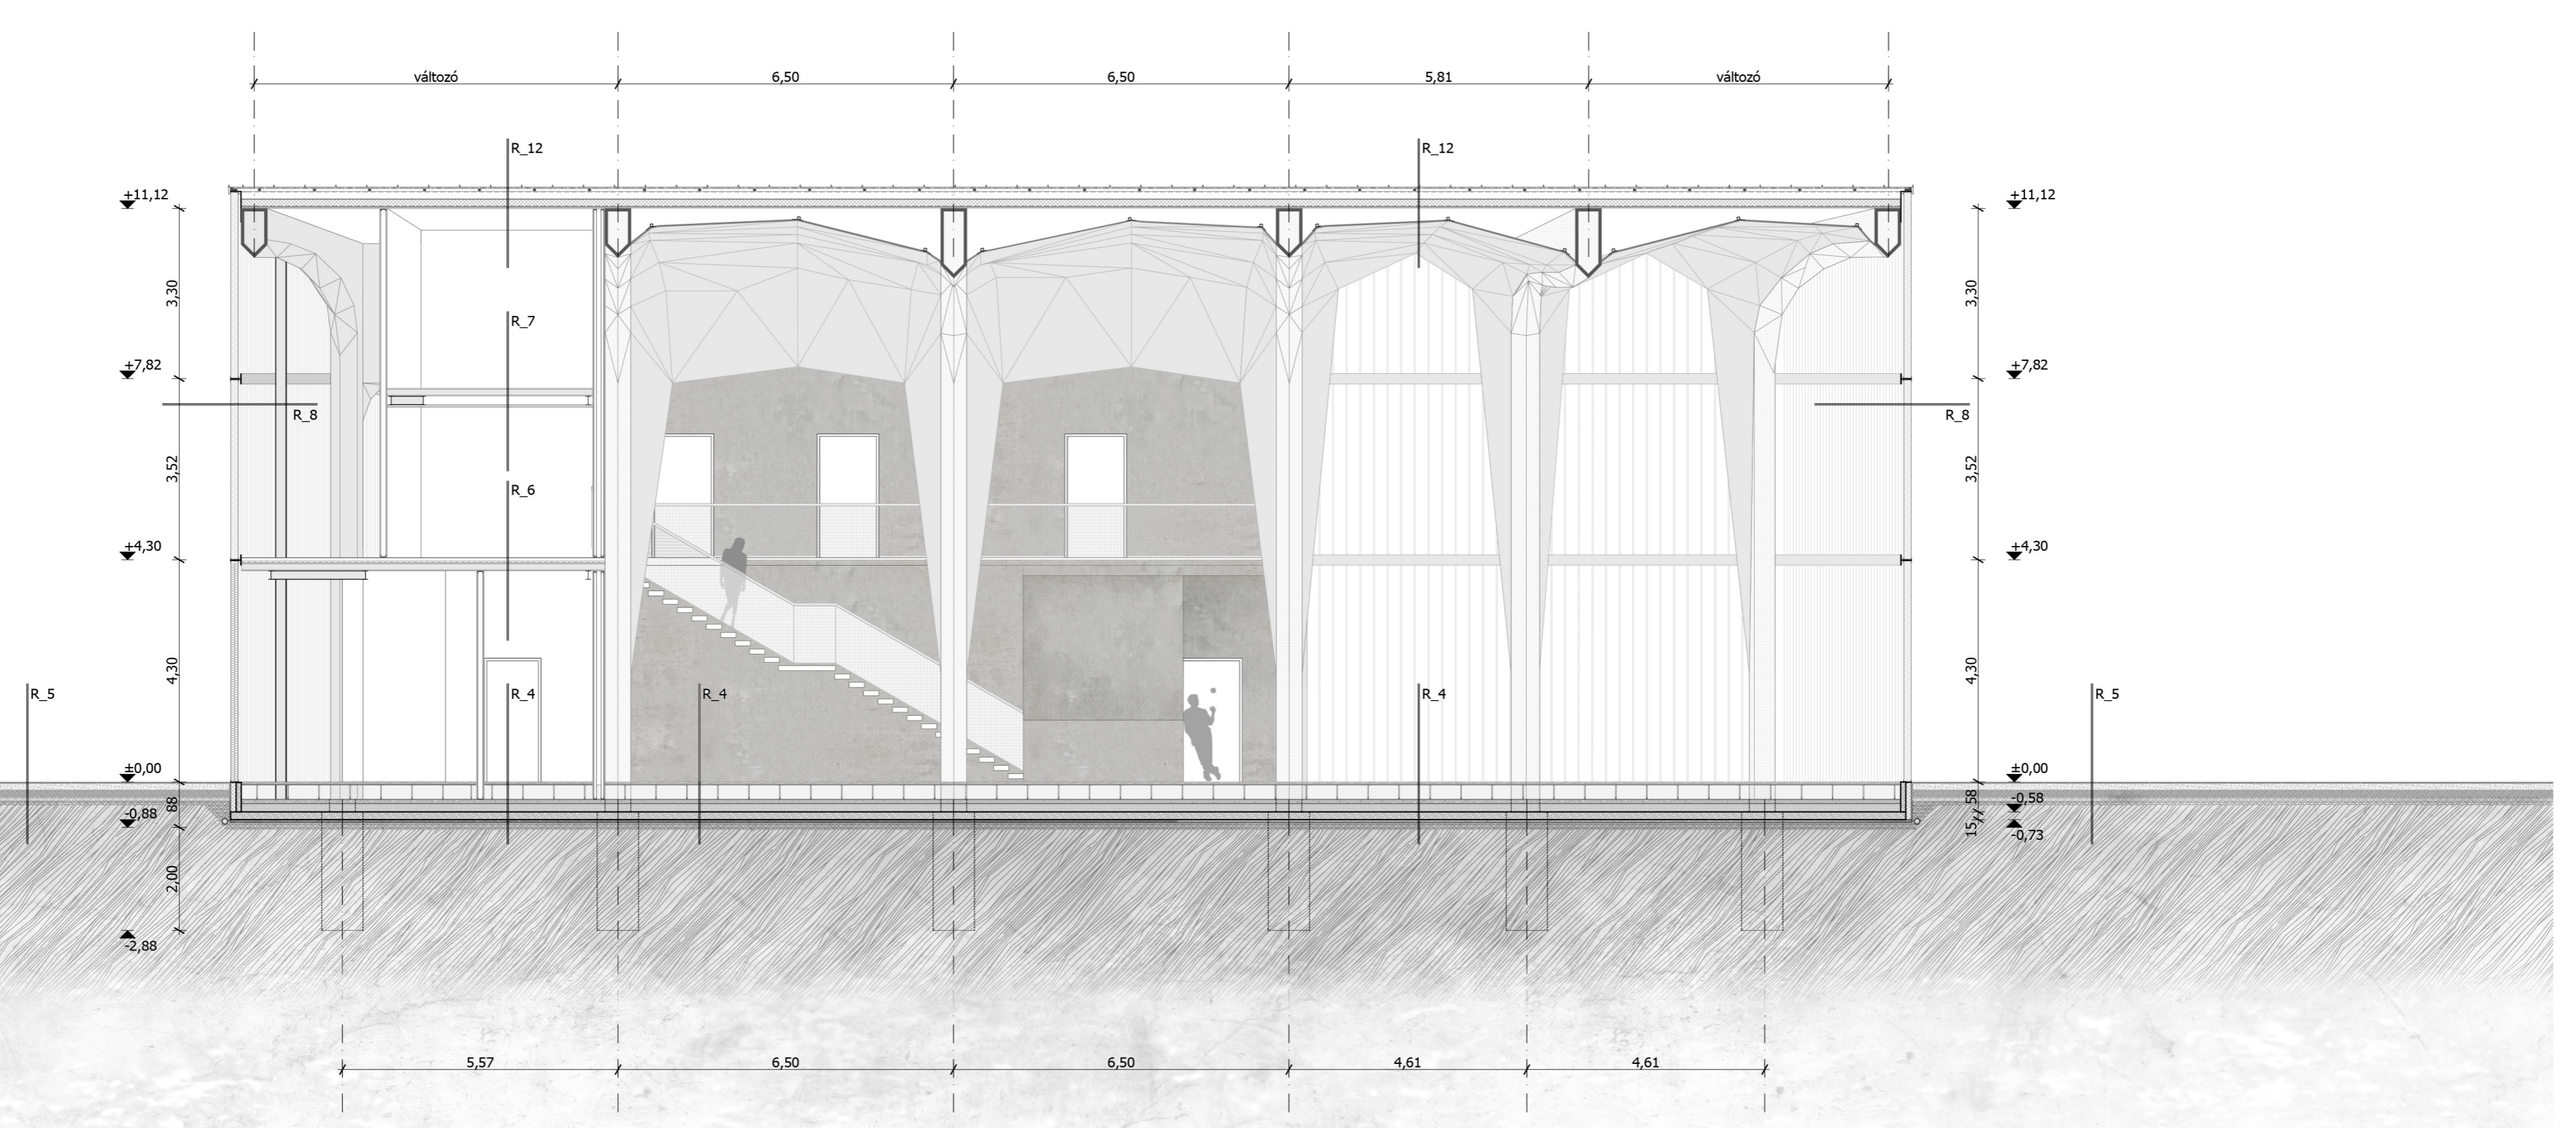 változó
6,50
6,50
5,81
változó
R_12
R_12
+11,12
+11,12
3,30
3,30
R_7
+7,82
+7,82
R_8
R_8
3,52
3,52
R_6
+4,30
+4,30
4,30
4,30
R_5
R_4
R_4
R_4
R_5
±0,00
±0,00
88
58
-0,58
-0,88
15
-0,73
2,00
-2,88
5,57
6,50
6,50
4,61
4,61